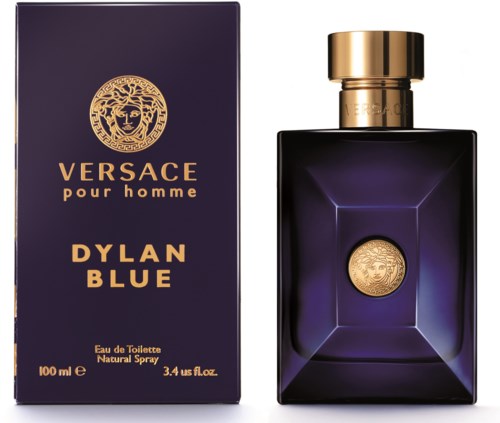 VERSACE
pour homme
DYLAN
BLUE
Eau de Toilette
Natural Spray
100 ml ℮ 3.4 us fl.oz.
VERSACE